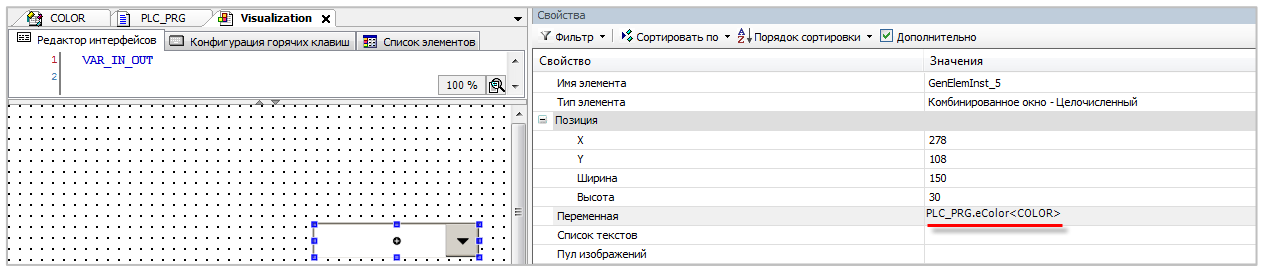 COLOR PLC_PRG Visualization
Редактор интерфейсов Конфигурация горячих клавиш Список элементов
1 VAR_IN_OUT
2
100 %
Свойства
Фильтр Сортировать по Порядок сортировки Дополнительно
Свойство Значения
Имя элемента GenElemInst_5
Тип элемента Комбинированное окно - Целочисленный
Позиция
X 278
Y 108
Ширина 150
Высота 30
Переменная PLC_PRG.eColor<COLOR>
Список текстов
Пул изображений